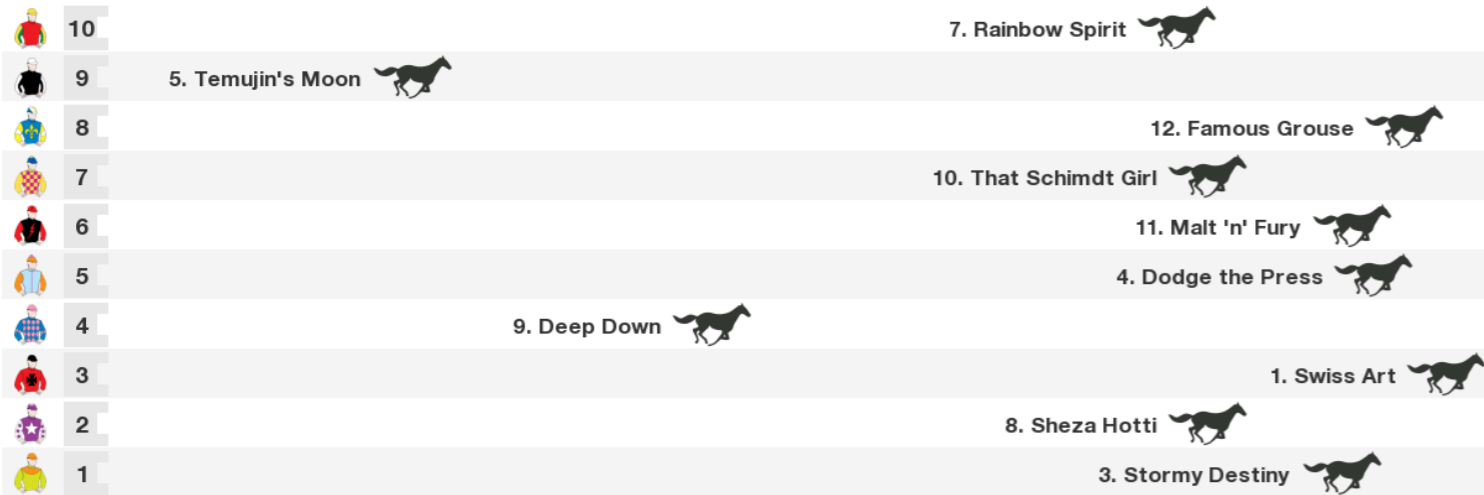 10 7. Rainbow Spirit
9 5. Temujin's Moon
8 12. Famous Grouse
7 10. That Schimdt Girl
6 11. Malt 'n' Fury
5 4. Dodge the Press
4 9. Deep Down
3 1. Swiss Art
2 8. Sheza Hotti
1 3. Stormy Destiny